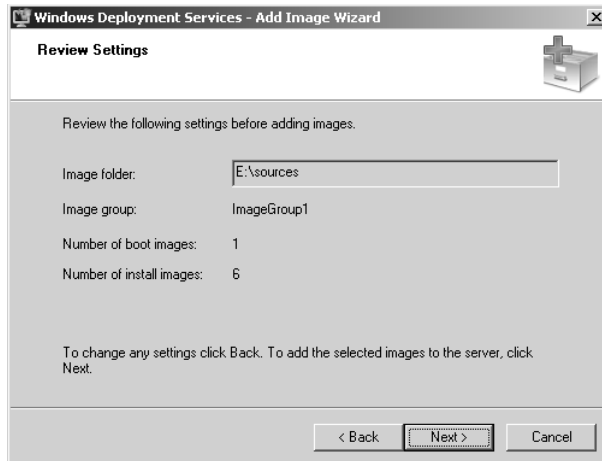 Windows Deployment Services - Add Image Wizard
Review Settings
Review the following settings before adding images.
Image folder: E:\sources
Image group: ImageGroup1
Number of boot images: 1
Number of install images: 6
To change any settings click Back. To add the selected images to the server, click
Next.
< Back Next > Cancel